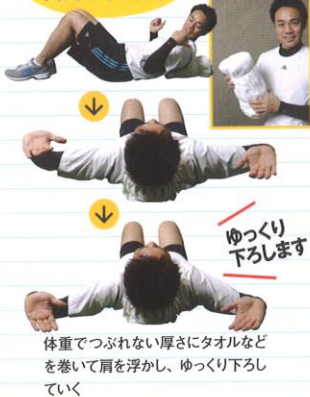 ゆっくり
下ろします
体重でつぶれない厚さにタオルなど
を巻いて肩を浮かし、ゆっくり下ろし
ていく